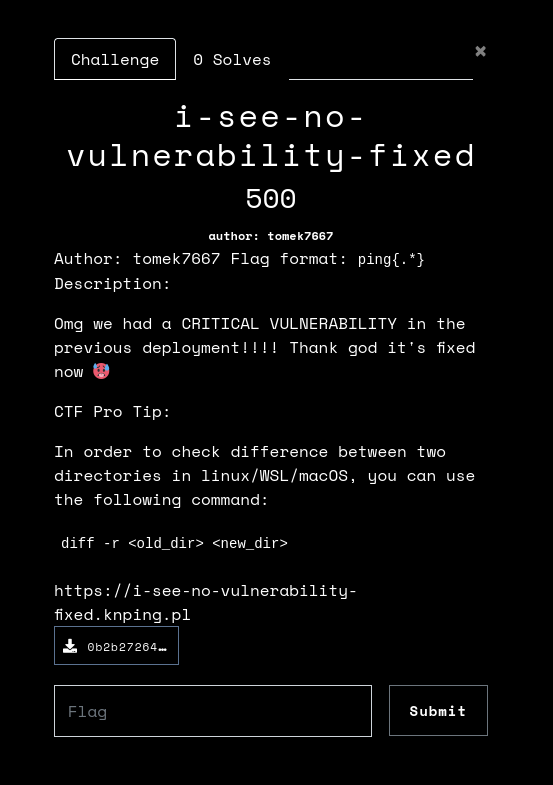 Challenge
0 Solves
×
i-see-no-
vulnerability-fixed
500
author: tomek7667
Author: tomek7667 Flag format: ping{.*}
Description:
Omg we had a CRITICAL VULNERABILITY in the
previous deployment!!!! Thank god it's fixed
now 🥵
CTF Pro Tip:
In order to check difference between two
directories in linux/WSL/macOS, you can use
the following command:
diff -r <old_dir> <new_dir>
https://i-see-no-vulnerability-
fixed.knping.pl
0b2b27264…
Flag
Submit